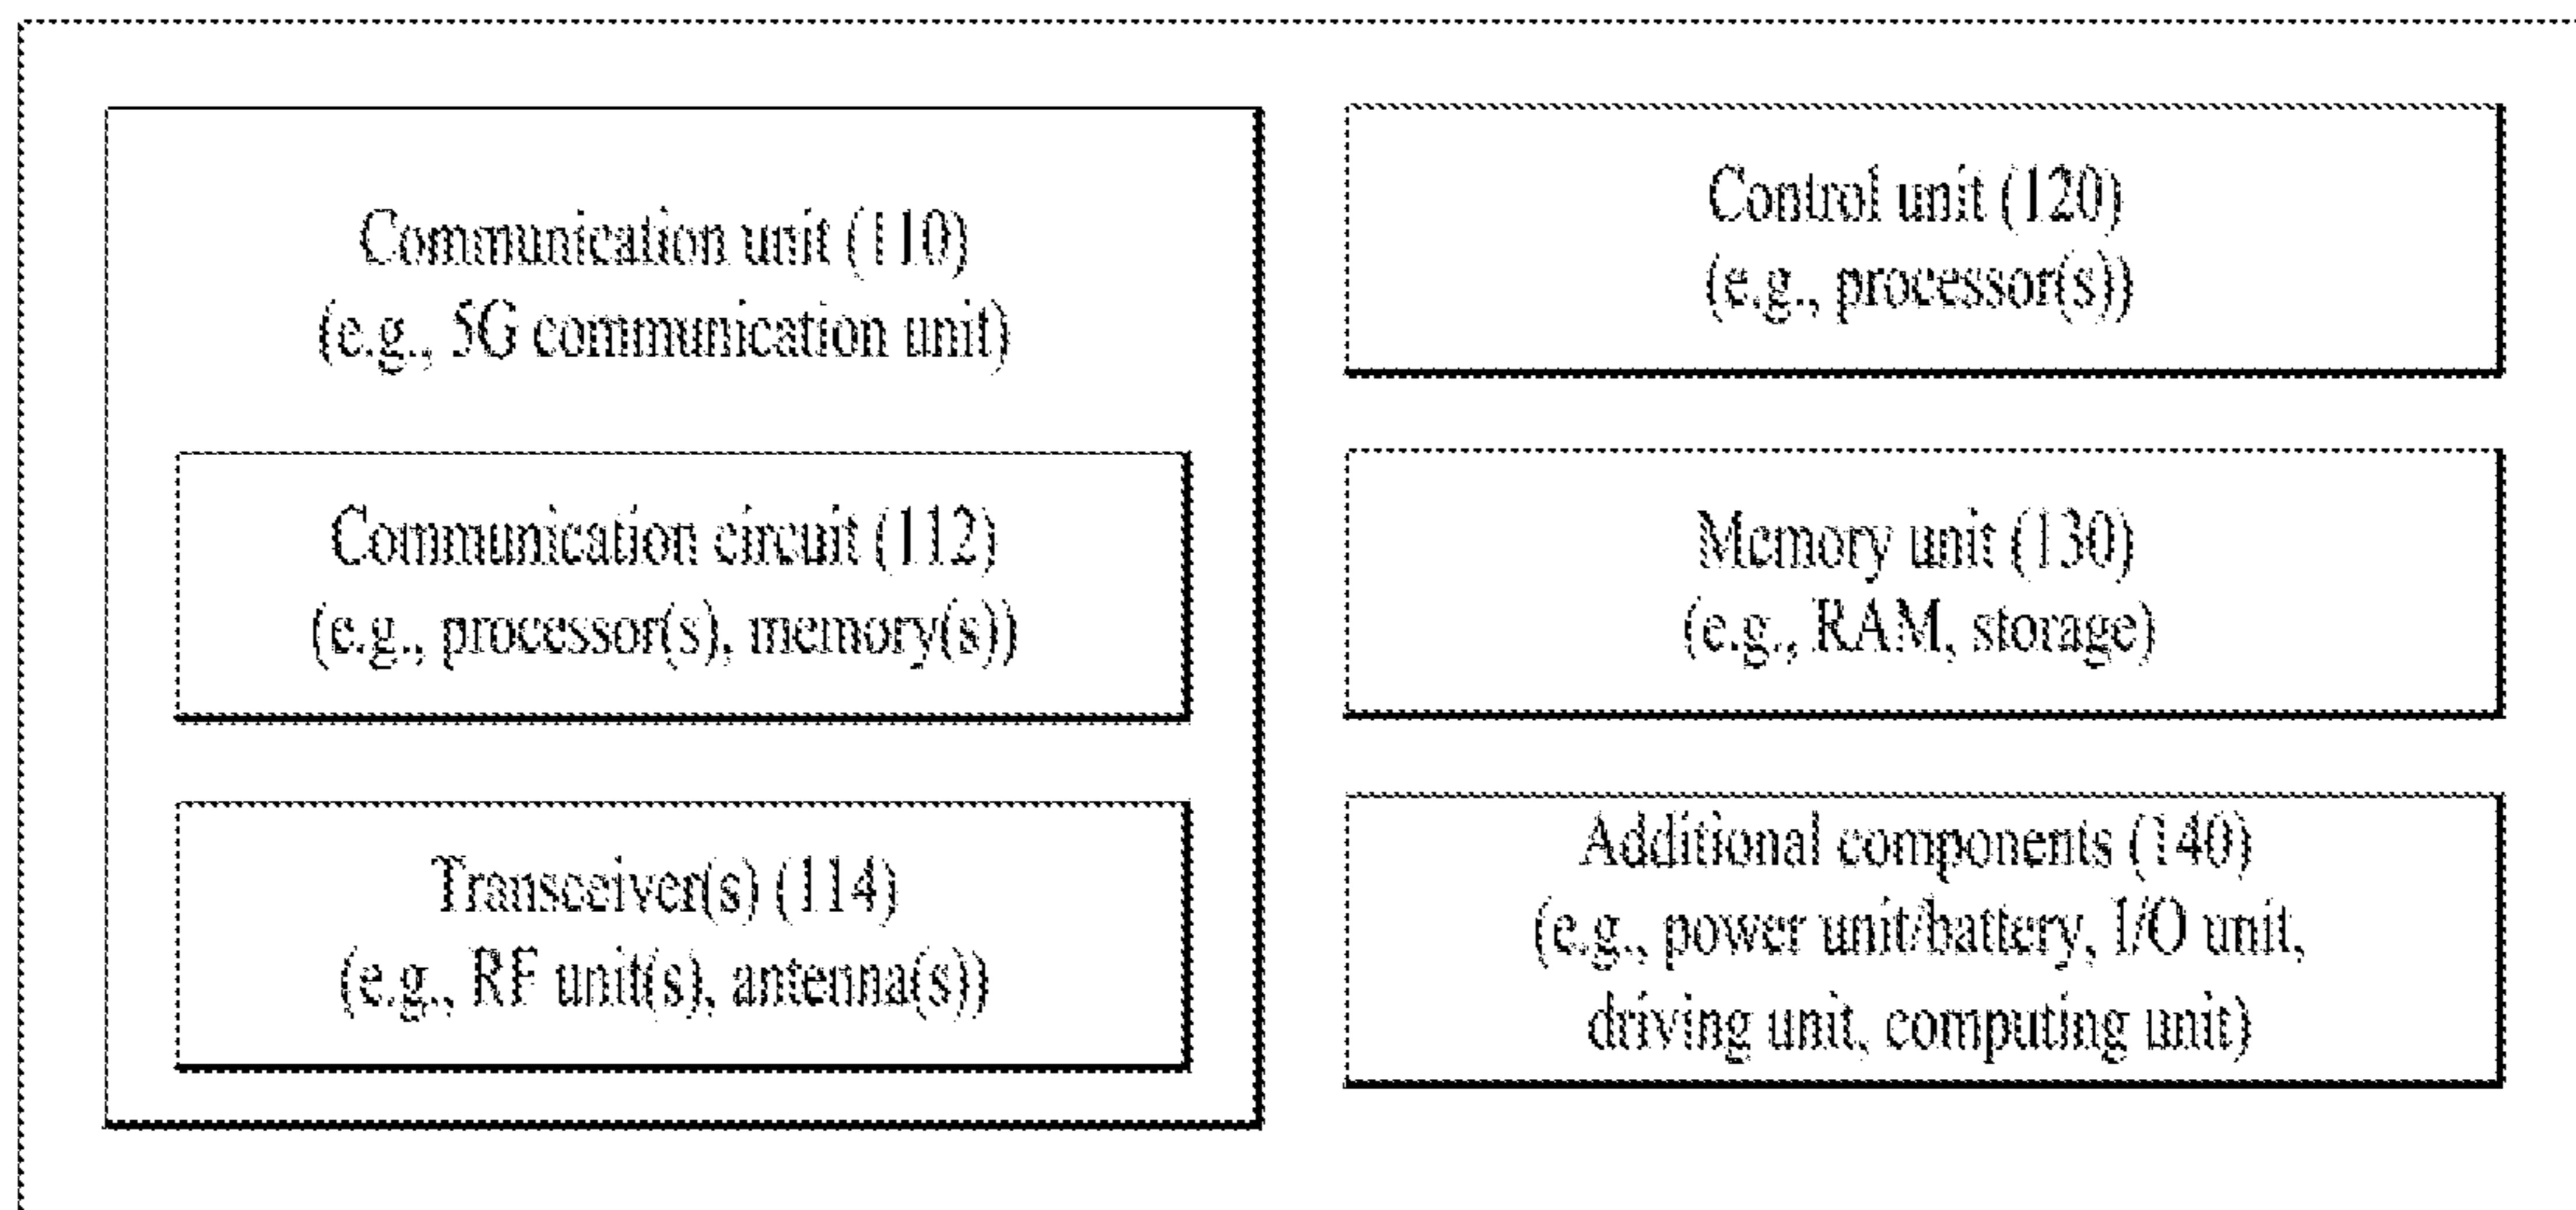 Communication unit (110)
(e.g., 5G communication unit)
Communication circuit (112)
(e.g., processor(s), memory(s))
Transceiver(s) (114)
(e.g., RF unit(s), antenna(s))
Control unit (120)
(e.g., processor(s))
Memory unit (130)
(e.g., RAM, storage)
Additional components (140)
(e.g., power unit/battery, I/O unit,
driving unit, computing unit)